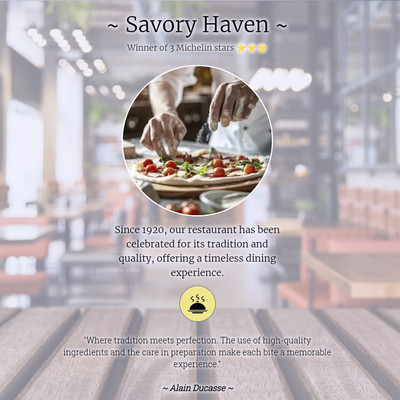 ~ Savory Haven ~
Winner of 3 Michelin stars ⭐⭐⭐
Since 1920, our restaurant has been
celebrated for its tradition and
quality, offering a timeless dining
experience.
"Where tradition meets perfection. The use of high-quality
ingredients and the care in preparation make each bite a memorable
experience."
~ Alain Ducasse ~